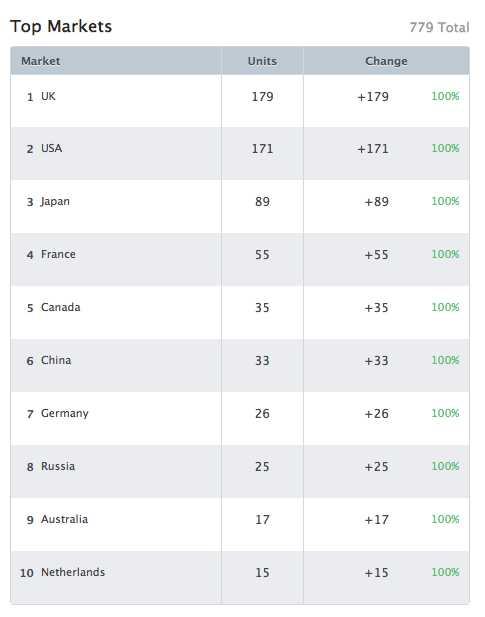 Top Markets 779 Total
Market Units Change
1 UK 179 +179 100%
2 USA 171 +171 100%
3 Japan 89 +89 100%
4 France 55 +55 100%
5 Canada 35 +35 100%
6 China 33 +33 100%
7 Germany 26 +26 100%
8 Russia 25 +25 100%
9 Australia 17 +17 100%
10 Netherlands 15 +15 100%